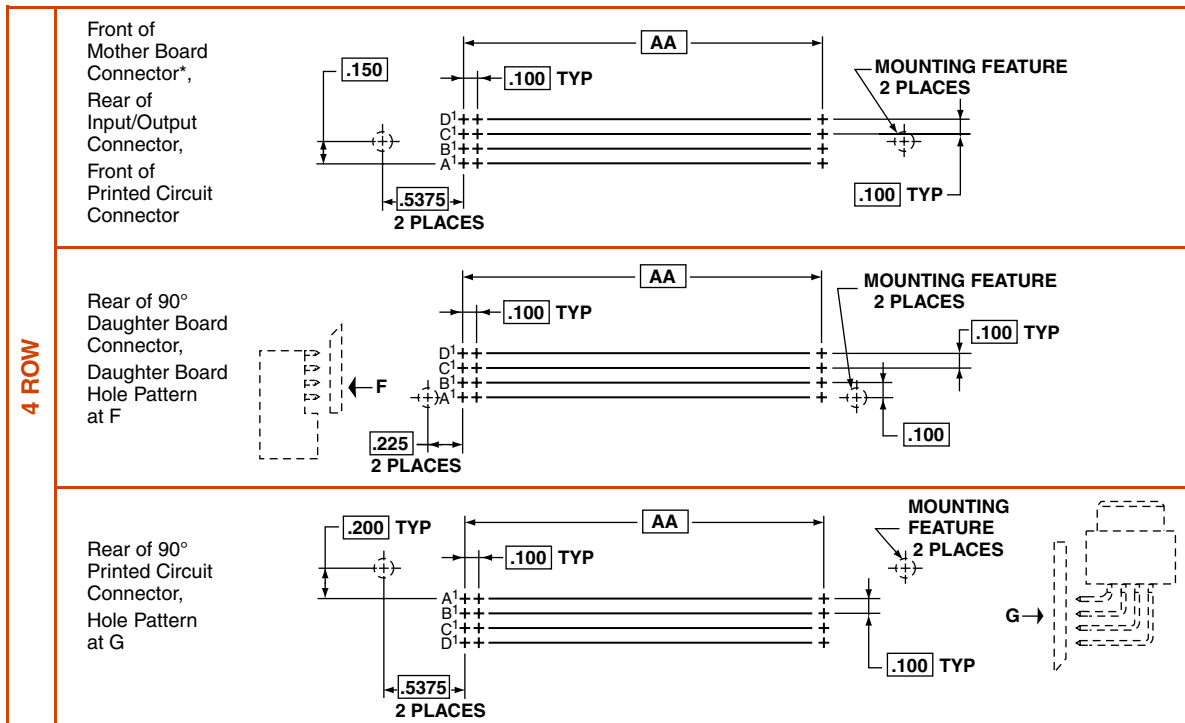 4 ROW
Front of
Mother Board
Connector*,
Rear of
Input/Output
Connector,
Front of
Printed Circuit
Connector
AA
.150
.100 TYP
MOUNTING FEATURE
2 PLACES
D1
C1
B1
A1
.5375
2 PLACES
.100 TYP
Rear of 90°
Daughter Board
Connector,
Daughter Board
Hole Pattern
at F
F
AA
.100 TYP
MOUNTING FEATURE
2 PLACES
.100 TYP
D1
C1
B1
A1
.225
2 PLACES
.100
Rear of 90°
Printed Circuit
Connector,
Hole Pattern
at G
.200 TYP
AA
.100 TYP
MOUNTING
FEATURE
2 PLACES
A1
B1
C1
D1
G
.5375
2 PLACES
.100 TYP